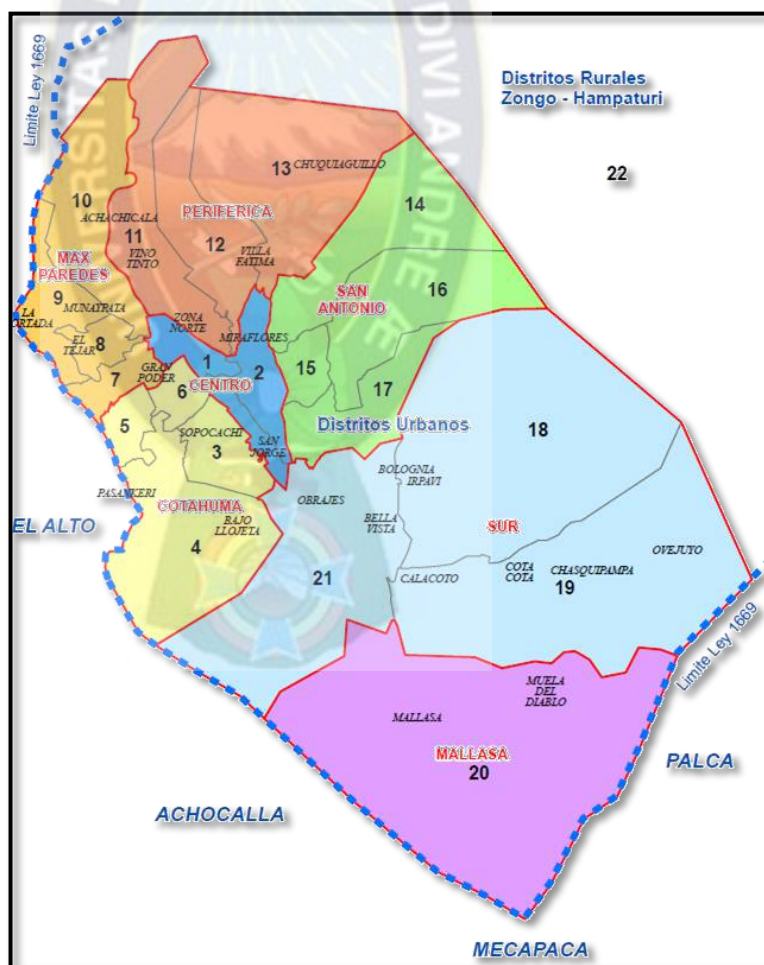 Limite Ley 1669
Distritos Rurales
Zongo - Hampaturi
22
13
CHUQUIAGUILLO
10
ACHACHICALA
PERIFERICA
14
11
12
VINO
TINTO
VILLA
FATIMA
MAX
PAREDES
SAN
ANTONIO
16
9
MUNAYPATA
LA
ZONA
NORTE
MIRAFLORES
EL
TEJAR
8
GRAN
PODER
1
2
CENTRO
15
7
6
17
5
SOPOCACHI
3
SAN
JORGE
Distritos Urbanos
18
BOLOGNIA
IRPAVI
PASANKERI
COTAHUMA
OBRAJES
BAJO
LLOJETA
BELLA
VISTA
EL ALTO
SUR
4
21
OVEJUYO
CALACOTO
COTA
COTA
CHASQUIPAMPA
19
Limite Ley 1669
MUELA
DEL
DIABLO
MALLASA
MALLASA
20
PALCA
ACHOCALLA
MECAPACA